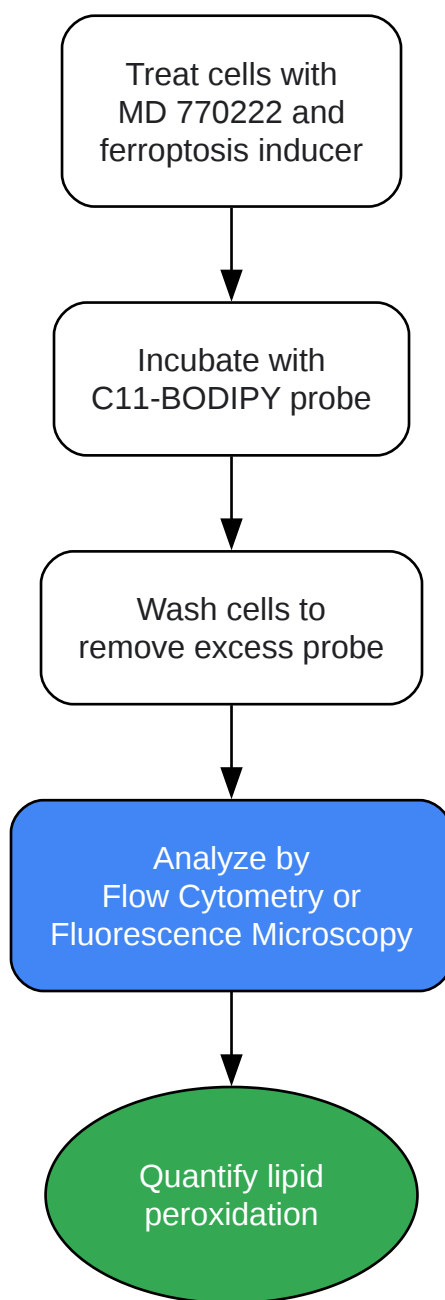 Treat cells with
MD 770222 and
ferroptosis inducer
Incubate with
C11-BODIPY probe
Wash cells to
remove excess probe
Analyze by
Flow Cytometry or
Fluorescence Microscopy
Quantify lipid
peroxidation